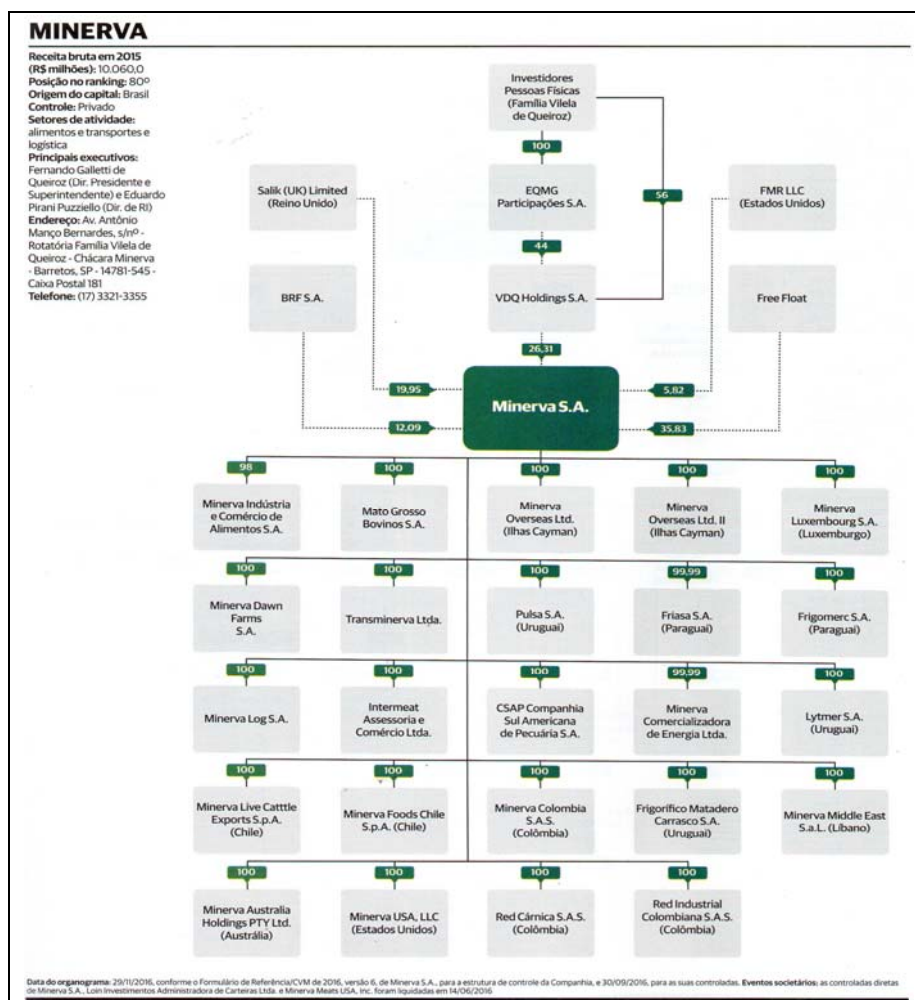 MINERVA
Receita bruta em 2015
(R$ milhões): 10.060,0
Posição no ranking: 80º
Origem do capital: Brasil
Controle: Privado
Setores de atividade:
alimentos e transportes e
logística
Principais executivos:
Fernando Galletti de
Queiroz (Dir. Presidente e
Superintendente) e Eduardo
Pirani Puzziello (Dir. de RI)
Endereço: Av. Antônio
Manço Bernardes, s/nº -
Rotatória Família Vilela de
Queiroz - Chácara Minerva
- Barretos, SP - 14781-545 -
Caixa Postal 181
Telefone: (17) 3321-3355
Investidores
Pessoas Físicas
(Família Vilela
de Queiroz)
100
Salik (UK) Limited
(Reino Unido)
EQMG
Participações S.A.
56
FMR LLC
(Estados Unidos)
44
BRF S.A.
VDQ Holdings S.A.
Free Float
26,31
19,95
5,82
Minerva S.A.
12,09
35,83
98
100
100
100
100
Minerva Indústria
e Comércio de
Alimentos S.A.
Mato Grosso
Bovinos S.A.
Minerva
Overseas Ltd.
(Ilhas Cayman)
Minerva
Overseas Ltd. II
(Ilhas Cayman)
Minerva
Luxembourg S.A.
(Luxemburgo)
100
100
100
99,99
100
Minerva Dawn
Farms
S.A.
Transminerva Ltda.
Pulsa S.A.
(Uruguai)
Friasa S.A.
(Paraguai)
Frigomerc S.A.
(Paraguai)
100
100
100
99,99
100
Minerva Log S.A.
Intermeat
Assessoria e
Comércio Ltda.
CSAP Companhia
Sul Americana
de Pecuária S.A.
Minerva
Comercializadora
de Energia Ltda.
Lytmer S.A.
(Uruguai)
100
100
100
100
100
Minerva Live Catttle
Exports S.p.A.
(Chile)
Minerva Foods Chile
S.p.A. (Chile)
Minerva Colombia
S.A.S.
(Colômbia)
Frigorífico Matadero
Carrasco S.A.
(Uruguai)
Minerva Middle East
S.a.L. (Líbano)
100
100
100
100
Minerva Australia
Holdings PTY Ltd.
(Austrália)
Minerva USA, LLC
(Estados Unidos)
Red Cárnica S.A.S.
(Colômbia)
Red Industrial
Colombiana S.A.S.
(Colômbia)
Data do organograma: 29/11/2016, conforme o Formulário de Referência/CVM de 2016, versão 6, de Minerva S.A., para a estrutura de controle da Companhia, e 30/09/2016, para as suas controladas. Eventos societários: as controladas diretas
de Minerva S.A., Loin Investimentos Administradora de Carteiras Ltda. e Minerva Meats USA, Inc. foram liquidadas em 14/06/2016